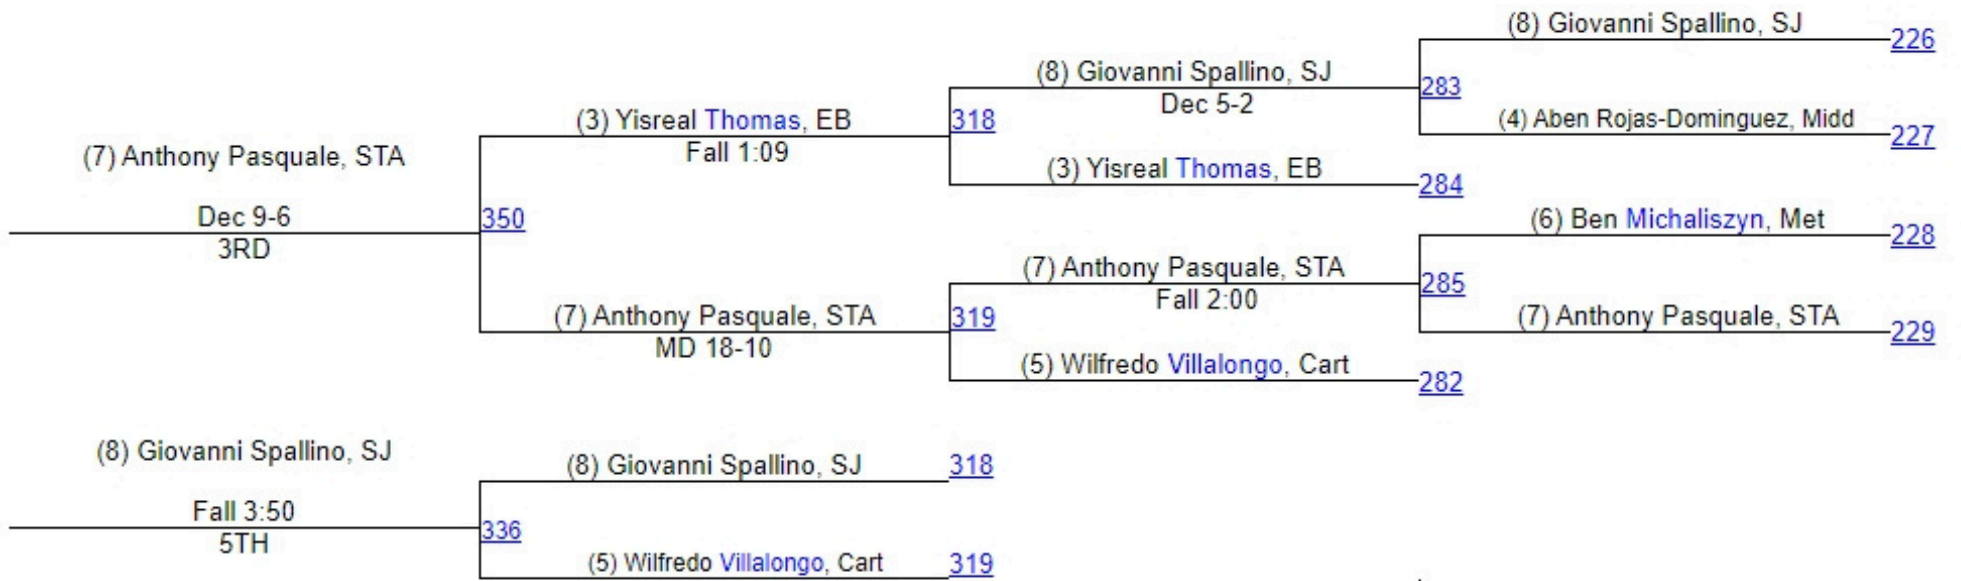 (8) Giovanni Spallino, SJ
226
(8) Giovanni Spallino, SJ
283
Dec 5-2
(3) Yisreal Thomas, EB
318
(4) Aben Rojas-Dominguez, Midd
227
(7) Anthony Pasquale, STA
Fall 1:09
(3) Yisreal Thomas, EB
284
Dec 9-6
350
(6) Ben Michaliszyn, Met
228
3RD
(7) Anthony Pasquale, STA
285
Fall 2:00
(7) Anthony Pasquale, STA
319
(7) Anthony Pasquale, STA
229
MD 18-10
(5) Wilfredo Villalongo, Cart
282
(8) Giovanni Spallino, SJ
(8) Giovanni Spallino, SJ
318
Fall 3:50
336
5TH
(5) Wilfredo Villalongo, Cart
319